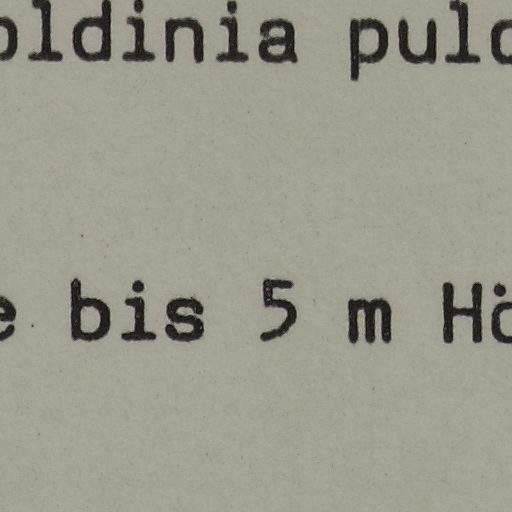 oldinia pulc
e bis 5 m Hö